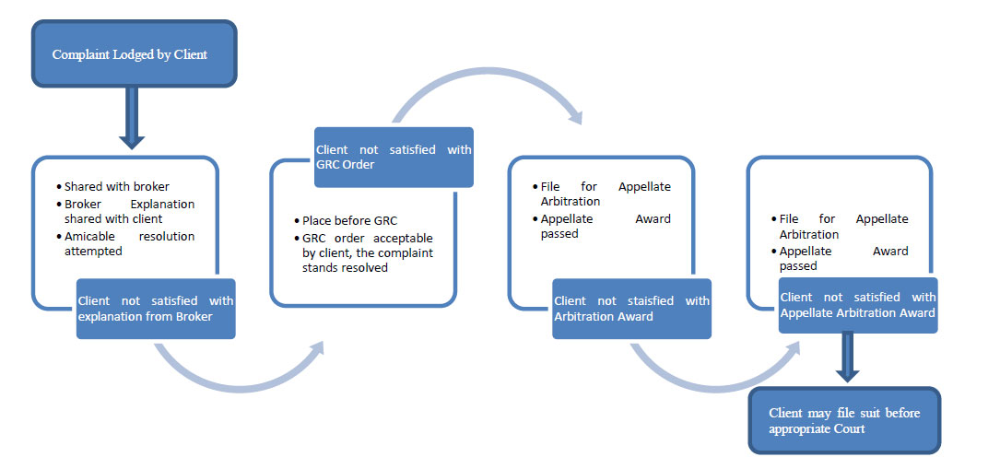 Complaint Lodged by Client
• Shared with broker
• Broker Explanation
shared with client
• Amicable resolution
attempted
Client not satisfied with
explanation from Broker
Client not satisfied with
GRC Order
• Place before GRC
• GRC order acceptable
by client, the complaint
stands resolved
• File for Appellate
Arbitration
• Appellate Award
passed
Client not staisfied with
Arbitration Award
• File for Appellate
Arbitration
• Appellate Award
passed
Client not satisfied with
Appellate Arbitration Award
Client may file suit before
appropriate Court